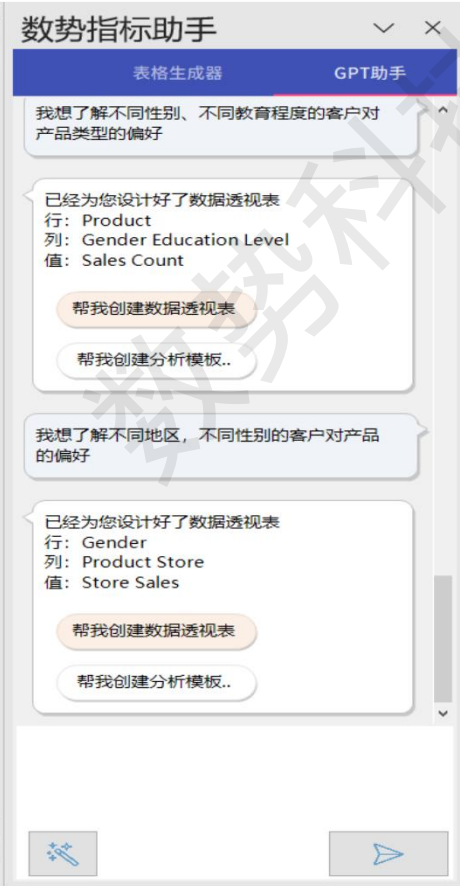 数势指标助手
表格生成器 GPT助手
我想了解不同性别、不同教育程度的客户对
产品类型的偏好
已经为您设计好了数据透视表
行: Product
列: Gender Education Level
值: Sales Count
帮我创建数据透视表
帮我创建分析模板..
我想了解不同地区，不同性别的客户对产品
的偏好
已经为您设计好了数据透视表
行: Gender
列: Product Store
值: Store Sales
帮我创建数据透视表
帮我创建分析模板..
数势科技